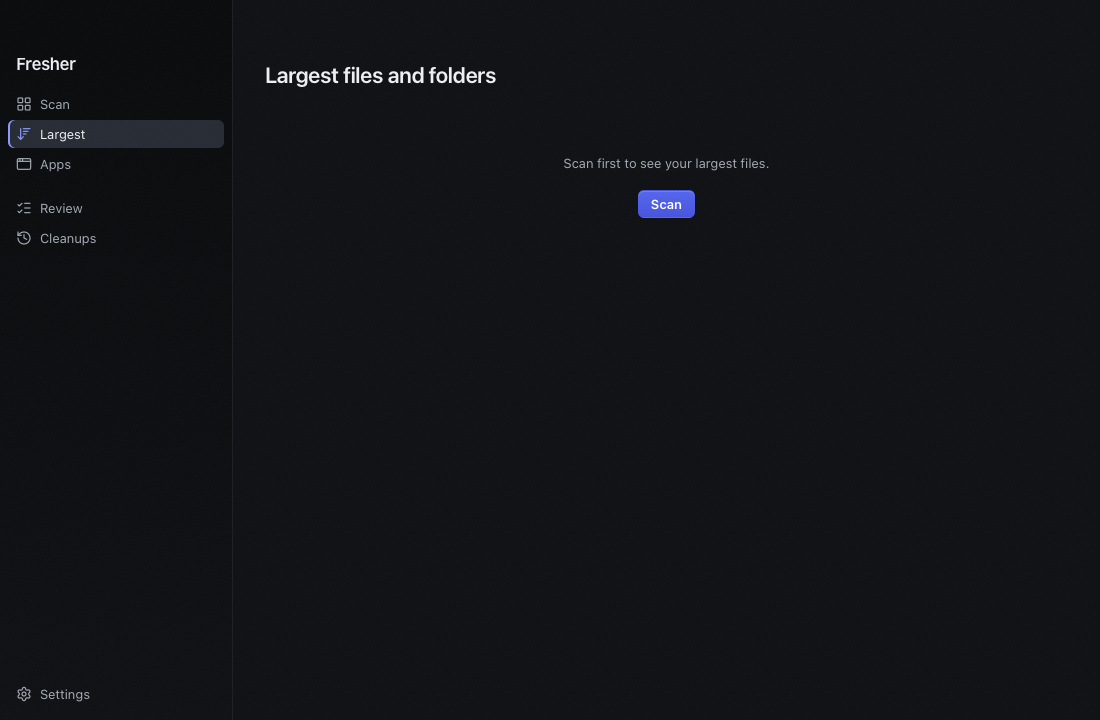 Fresher
Scan
Largest
Apps
Review
Cleanups
Settings
Largest files and folders
Scan first to see your largest files.
Scan